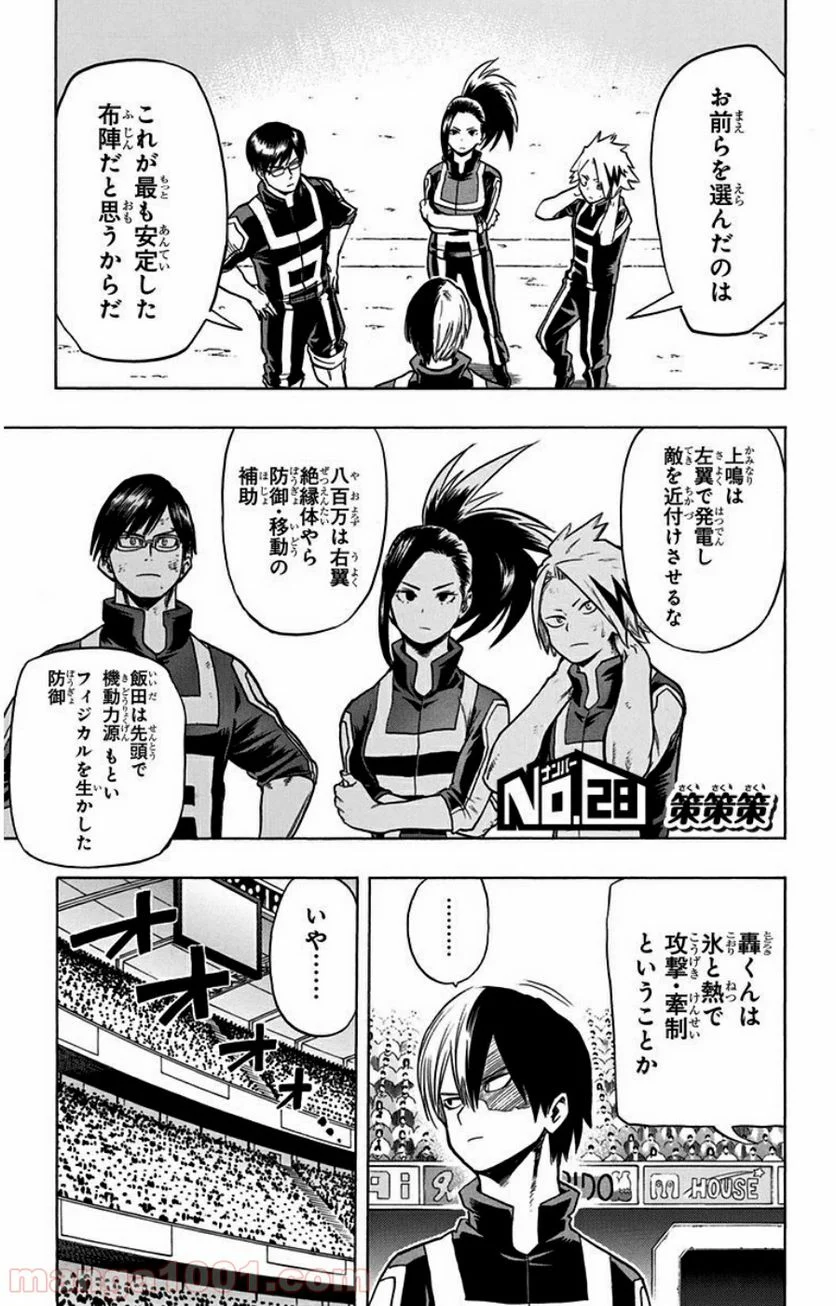 お前らを選んだのは
これが最も安定した
布陣だと思うからだ
上鳴は
左翼で発電し
敵を近付けさせるな
八百万は右翼
絶縁体やら
防御・移動の
補助
飯田は先頭で
機動力源 もとい
フィジカルを生かした
防御
ナンバー
No.28
策策策
轟くんは
氷と熱で
攻撃・牽制
ということか
………
いや……
オオオオ
RIDO
HOUSE
manga1001.com